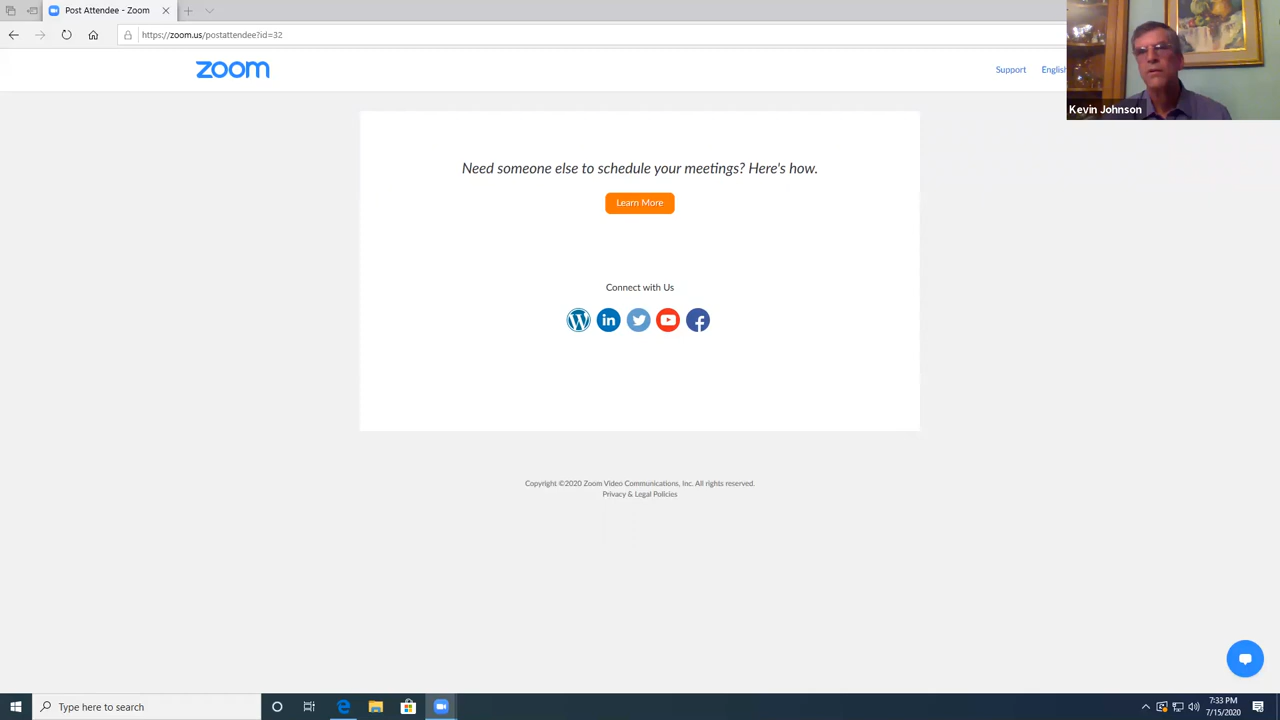 Post Attendee - Zoom
https://zoom.us/postattendee?id=32
zoom
Support
English
Kevin Johnson
Need someone else to schedule your meetings? Here's how.
Learn More
Connect with Us
Copyright ©2020 Zoom Video Communications, Inc. All rights reserved.
Privacy & Legal Policies
Type here to search
7:33 PM
7/15/2020